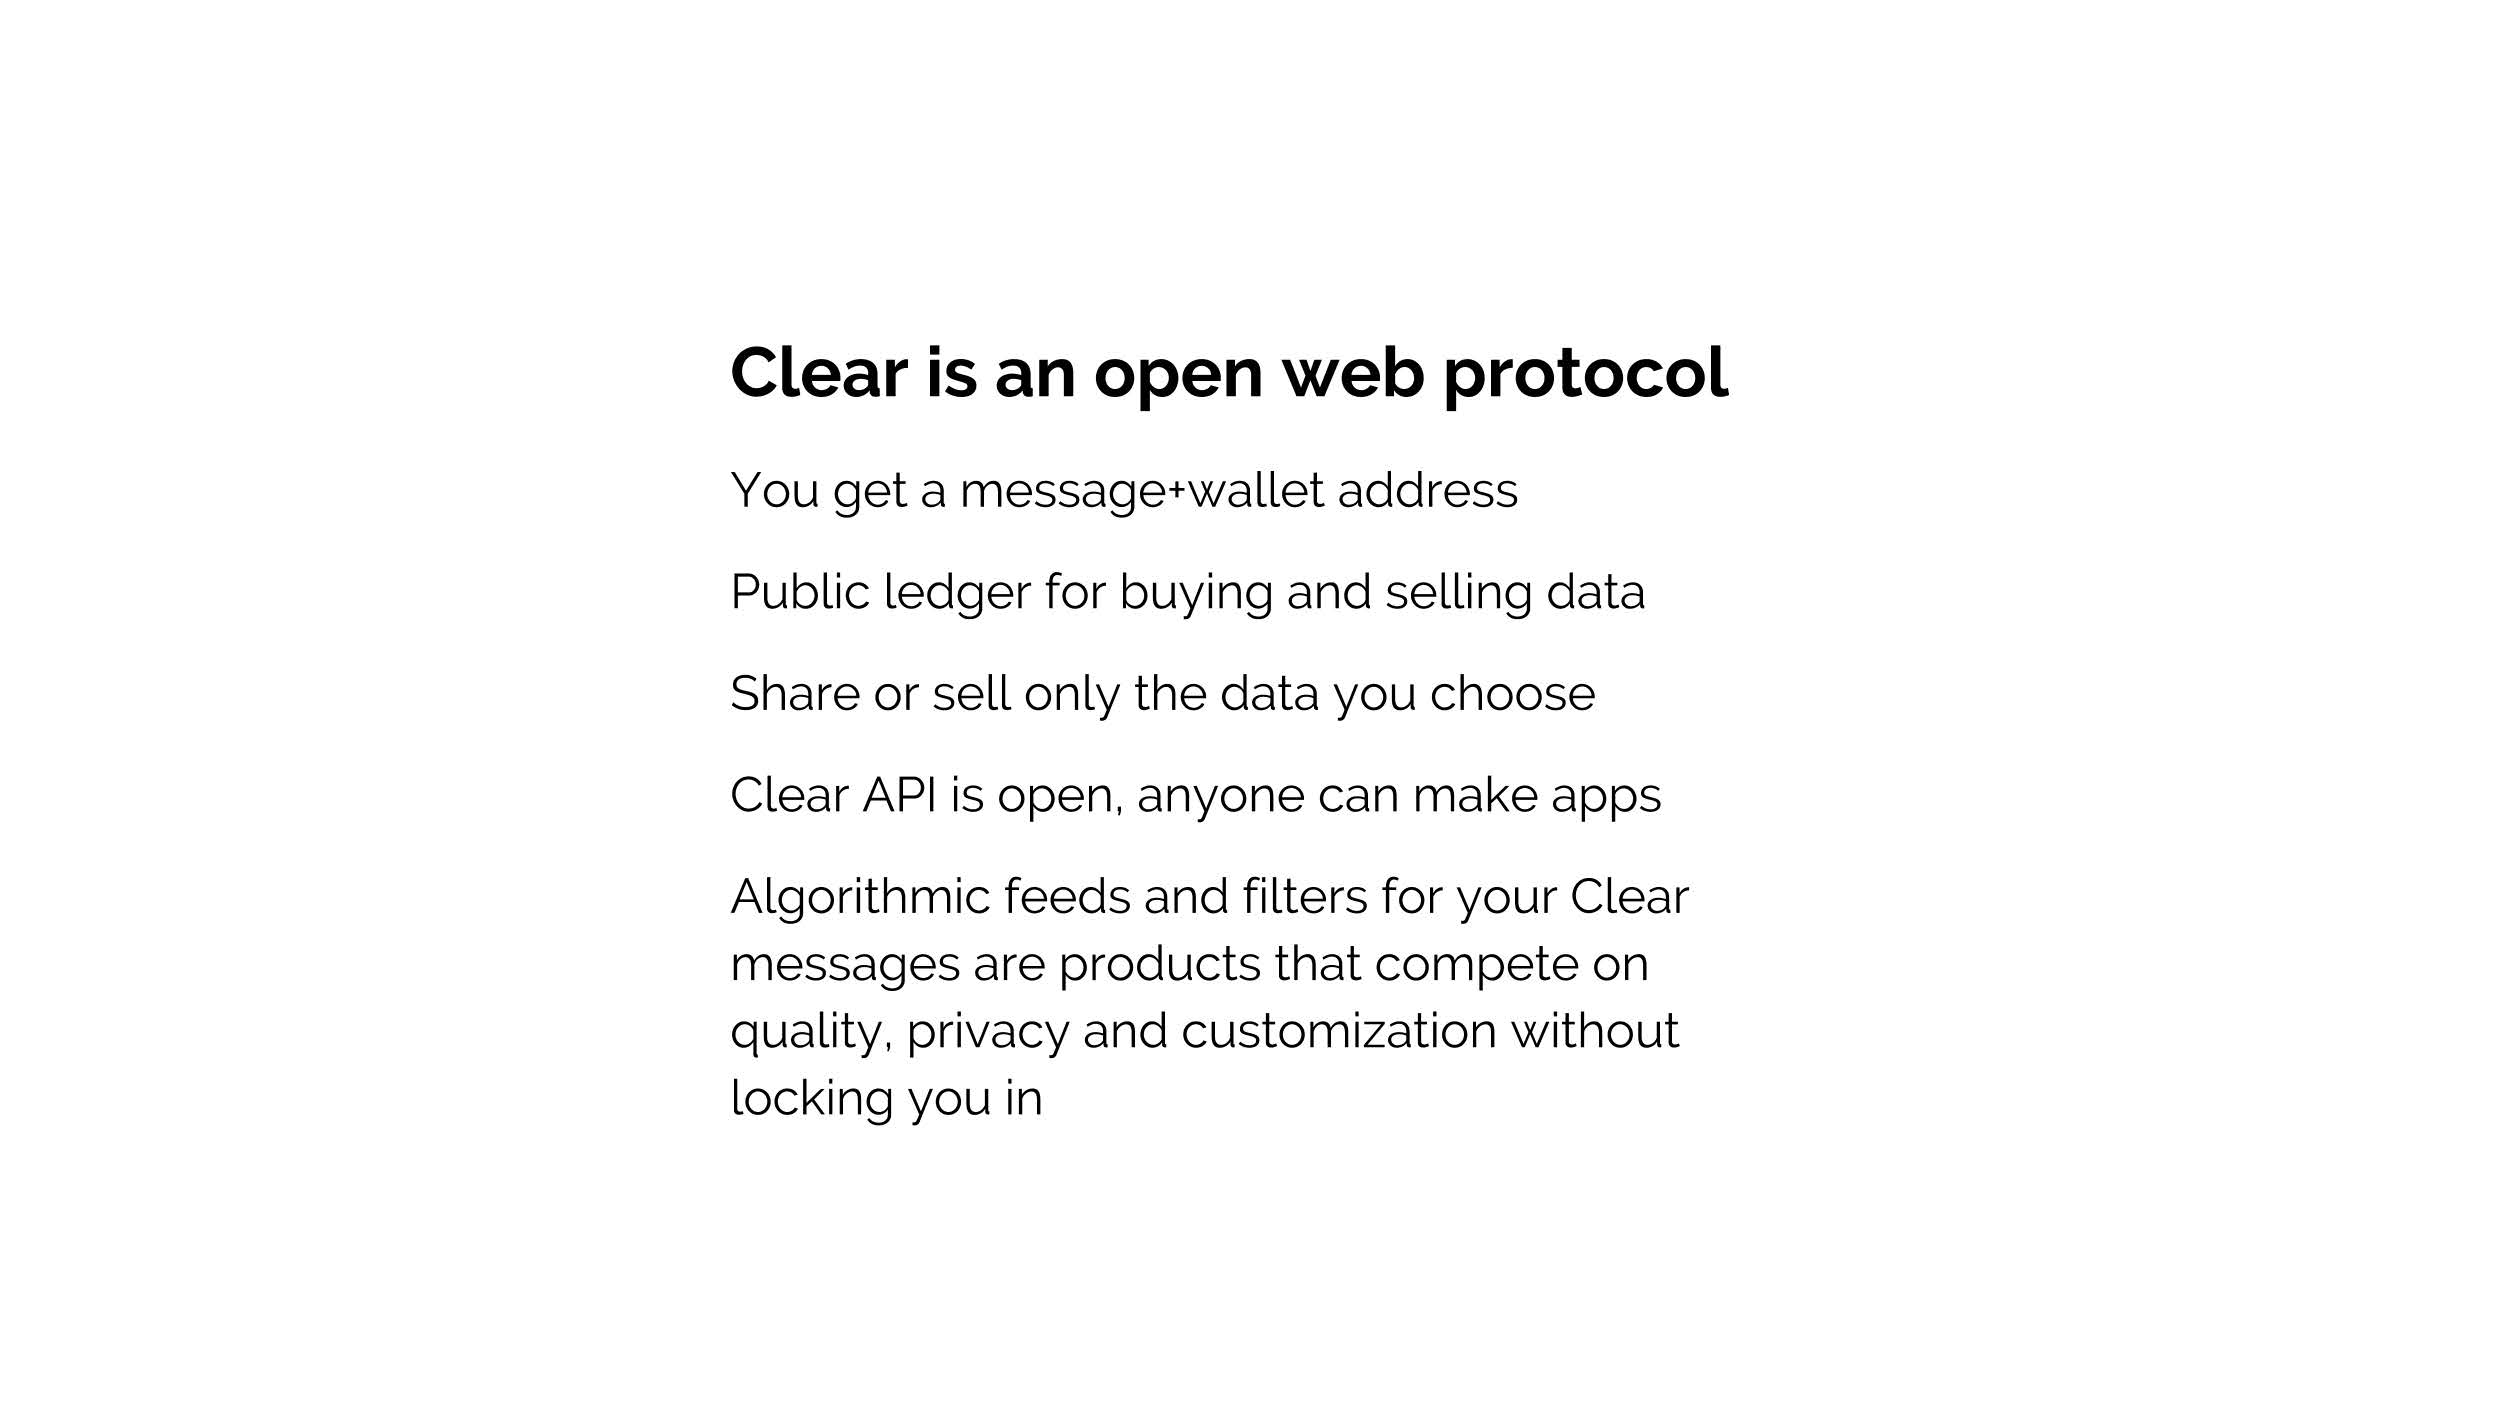 Clear is an open web protocol
You get a message+wallet address
Public ledger for buying and selling data
Share or sell only the data you choose
Clear API is open, anyone can make apps
Algorithmic feeds and filters for your Clear
messages are products that compete on
quality, privacy and customization without
locking you in